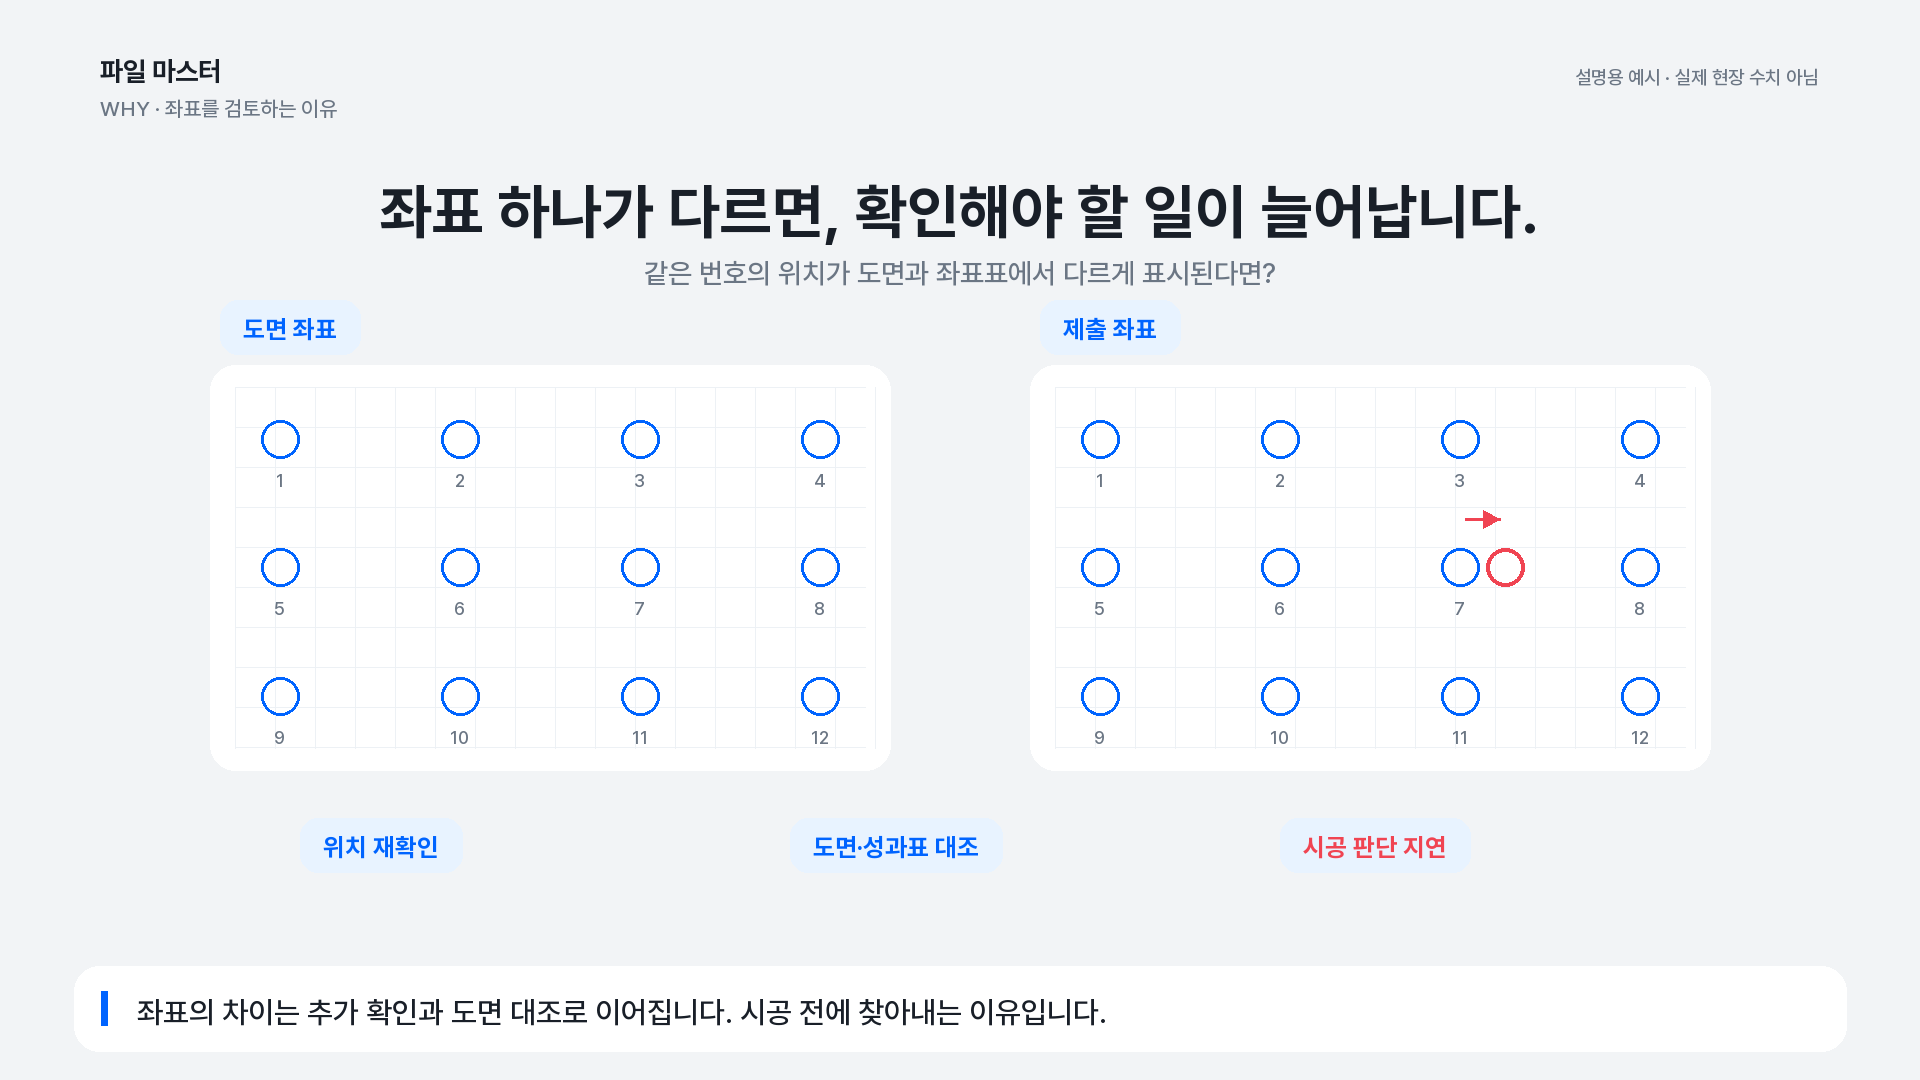 파일 마스터
WHY · 좌표를 검토하는 이유
설명용 예시 · 실제 현장 수치 아님
좌표 하나가 다르면, 확인해야 할 일이 늘어납니다.
같은 번호의 위치가 도면과 좌표표에서 다르게 표시된다면?
도면 좌표
1 2 3 4
5 6 7 8
9 10 11 12
제출 좌표
1 2 3 4
5 6 7 8
9 10 11 12
위치 재확인
도면·성과표 대조
시공 판단 지연
좌표의 차이는 추가 확인과 도면 대조로 이어집니다. 시공 전에 찾아내는 이유입니다.